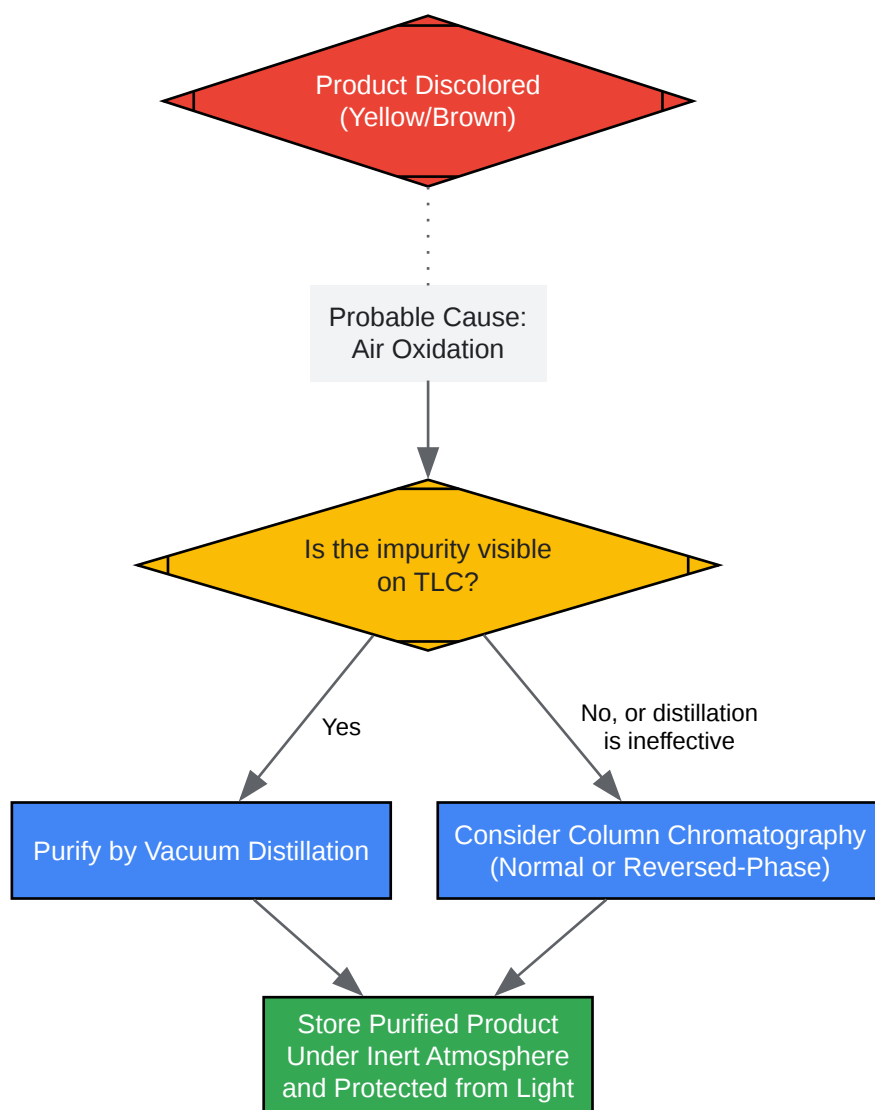 Product Discolored
(Yellow/Brown)
Probable Cause:
Air Oxidation
Is the impurity visible
on TLC?
Yes
No, or distillation
is ineffective
Purify by Vacuum Distillation
Consider Column Chromatography
(Normal or Reversed-Phase)
Store Purified Product
Under Inert Atmosphere
and Protected from Light